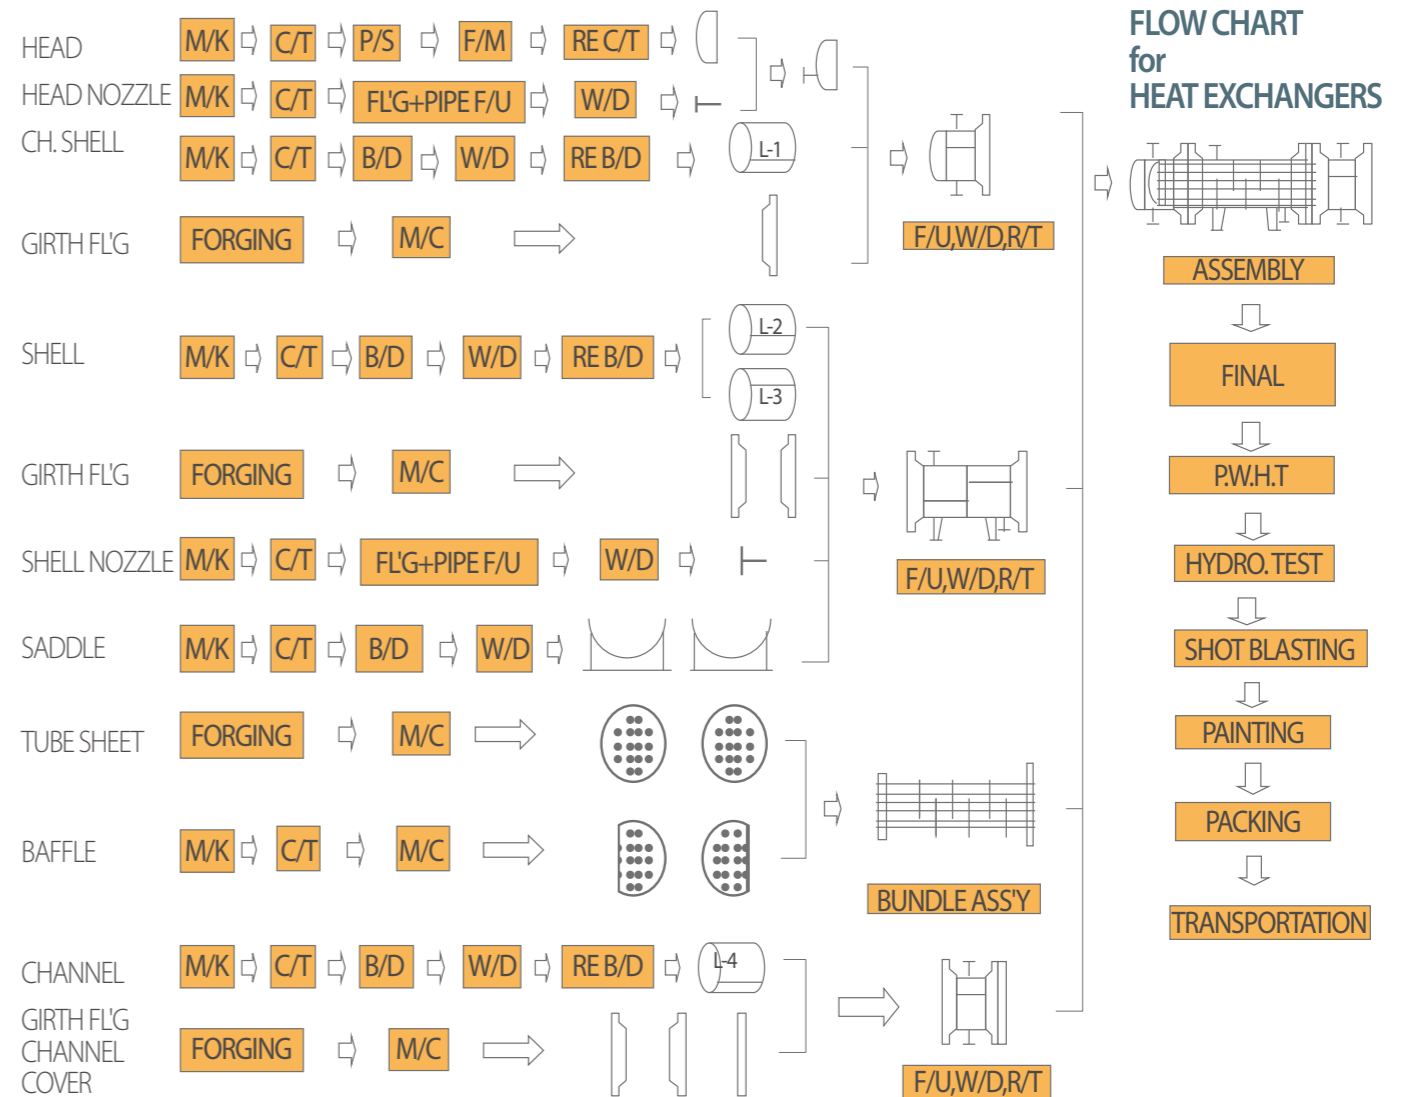 FLOW CHART
for
HEAT EXCHANGERS
HEAD M/K C/T P/S F/M RE C/T
HEAD NOZZLE M/K C/T FL'G+PIPE F/U W/D
CH. SHELL M/K C/T B/D W/D RE B/D L-1
GIRTH FL'G FORGING M/C
F/U,W/D,R/T
SHELL M/K C/T B/D W/D RE B/D L-2
L-3
GIRTH FL'G FORGING M/C
SHELL NOZZLE M/K C/T FL'G+PIPE F/U W/D
F/U,W/D,R/T
SADDLE M/K C/T B/D W/D
TUBE SHEET FORGING M/C
BAFFLE M/K C/T M/C
BUNDLE ASS'Y
CHANNEL M/K C/T B/D W/D RE B/D L-4
GIRTH FL'G
CHANNEL
COVER
FORGING M/C
F/U,W/D,R/T
ASSEMBLY
FINAL
P.W.H.T
HYDRO. TEST
SHOT BLASTING
PAINTING
PACKING
TRANSPORTATION